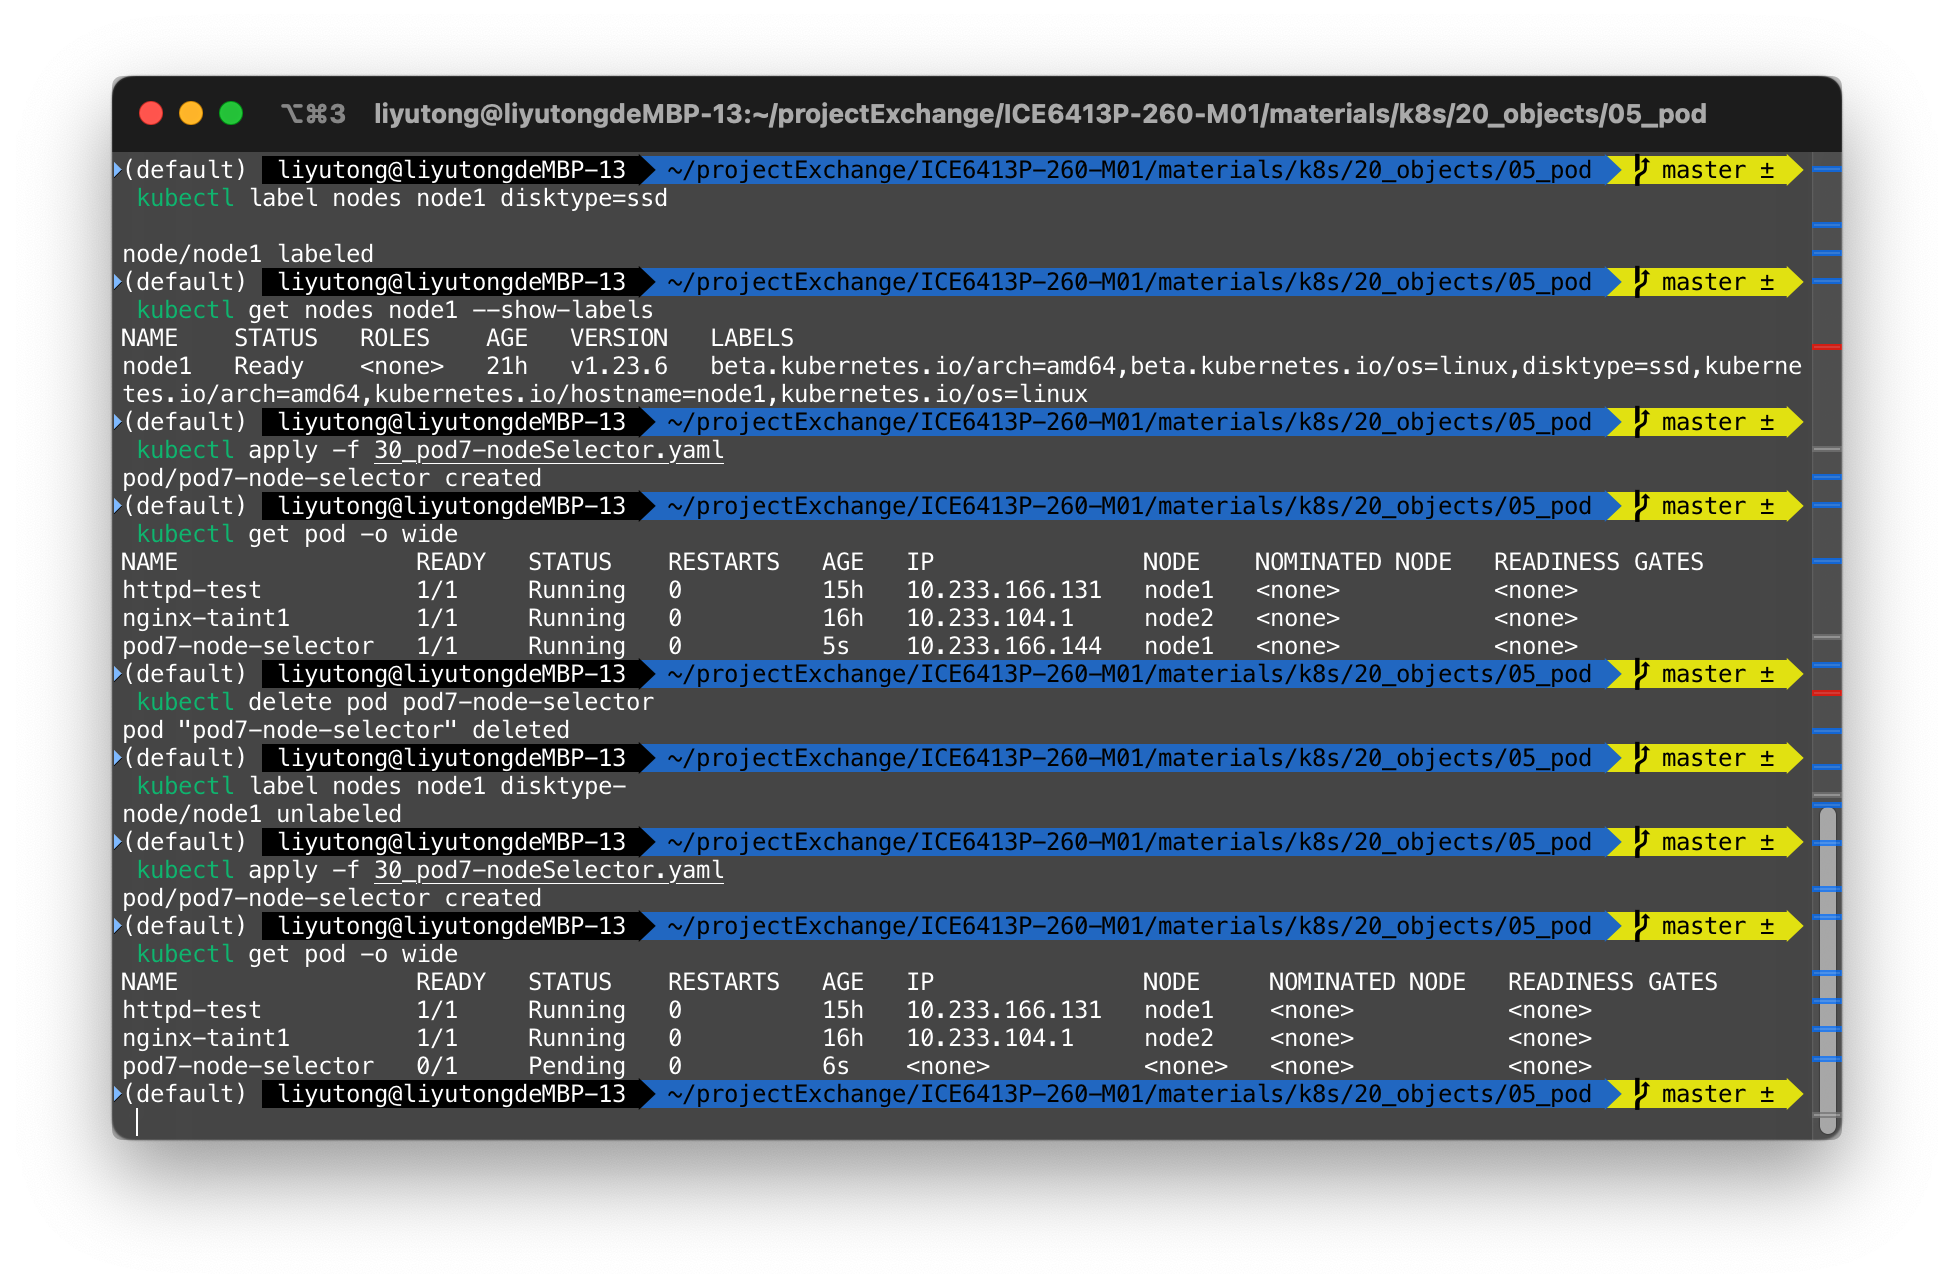 ⌥⌘3 liyutong@liyutongdeMBP-13:~/projectExchange/ICE6413P-260-M01/materials/k8s/20_objects/05_pod
(default) liyutong@liyutongdeMBP-13 ~/projectExchange/ICE6413P-260-M01/materials/k8s/20_objects/05_pod master ±
kubectl label nodes node1 disktype=ssd
node/node1 labeled
(default) liyutong@liyutongdeMBP-13 ~/projectExchange/ICE6413P-260-M01/materials/k8s/20_objects/05_pod master ±
kubectl get nodes node1 --show-labels
NAME STATUS ROLES AGE VERSION LABELS
node1 Ready <none> 21h v1.23.6 beta.kubernetes.io/arch=amd64,beta.kubernetes.io/os=linux,disktype=ssd,kuberne
tes.io/arch=amd64,kubernetes.io/hostname=node1,kubernetes.io/os=linux
(default) liyutong@liyutongdeMBP-13 ~/projectExchange/ICE6413P-260-M01/materials/k8s/20_objects/05_pod master ±
kubectl apply -f 30_pod7-nodeSelector.yaml
pod/pod7-node-selector created
(default) liyutong@liyutongdeMBP-13 ~/projectExchange/ICE6413P-260-M01/materials/k8s/20_objects/05_pod master ±
kubectl get pod -o wide
NAME READY STATUS RESTARTS AGE IP NODE NOMINATED NODE READINESS GATES
httpd-test 1/1 Running 0 15h 10.233.166.131 node1 <none> <none>
nginx-taint1 1/1 Running 0 16h 10.233.104.1 node2 <none> <none>
pod7-node-selector 1/1 Running 0 5s 10.233.166.144 node1 <none> <none>
(default) liyutong@liyutongdeMBP-13 ~/projectExchange/ICE6413P-260-M01/materials/k8s/20_objects/05_pod master ±
kubectl delete pod pod7-node-selector
pod "pod7-node-selector" deleted
(default) liyutong@liyutongdeMBP-13 ~/projectExchange/ICE6413P-260-M01/materials/k8s/20_objects/05_pod master ±
kubectl label nodes node1 disktype-
node/node1 unlabeled
(default) liyutong@liyutongdeMBP-13 ~/projectExchange/ICE6413P-260-M01/materials/k8s/20_objects/05_pod master ±
kubectl apply -f 30_pod7-nodeSelector.yaml
pod/pod7-node-selector created
(default) liyutong@liyutongdeMBP-13 ~/projectExchange/ICE6413P-260-M01/materials/k8s/20_objects/05_pod master ±
kubectl get pod -o wide
NAME READY STATUS RESTARTS AGE IP NODE NOMINATED NODE READINESS GATES
httpd-test 1/1 Running 0 15h 10.233.166.131 node1 <none> <none>
nginx-taint1 1/1 Running 0 16h 10.233.104.1 node2 <none> <none>
pod7-node-selector 0/1 Pending 0 6s <none> <none> <none> <none>
(default) liyutong@liyutongdeMBP-13 ~/projectExchange/ICE6413P-260-M01/materials/k8s/20_objects/05_pod master ±